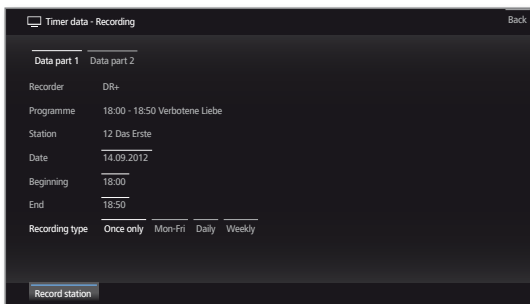 Timer data - Recording Back
Data part 1 Data part 2
Recorder DR+
Programme 18:00 - 18:50 Verbotene Liebe
Station 12 Das Erste
Date 14.09.2012
Beginning 18:00
End 18:50
Recording type Once only Mon-Fri Daily Weekly
Record station